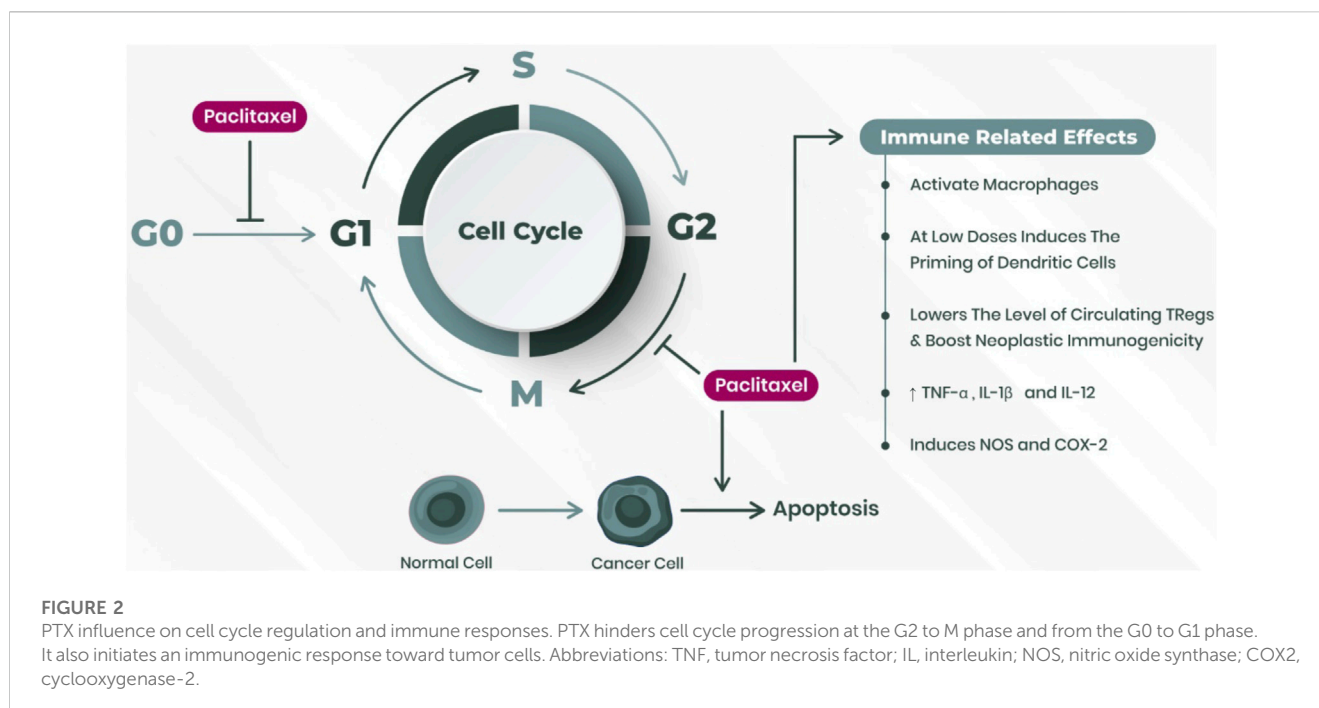 S
Paclitaxel
Immune Related Effects
Activate Macrophages
G0
G1
Cell Cycle
G2
At Low Doses Induces The
Priming of Dendritic Cells
Lowers The Level of Circulating TRegs
& Boost Neoplastic Immunogenicity
M
Paclitaxel
↑ TNF-α , IL-1β and IL-12
Induces NOS and COX-2
Apoptosis
Normal Cell
Cancer Cell
FIGURE 2
PTX influence on cell cycle regulation and immune responses. PTX hinders cell cycle progression at the G2 to M phase and from the G0 to G1 phase.
It also initiates an immunogenic response toward tumor cells. Abbreviations: TNF, tumor necrosis factor; IL, interleukin; NOS, nitric oxide synthase; COX2,
cyclooxygenase-2.